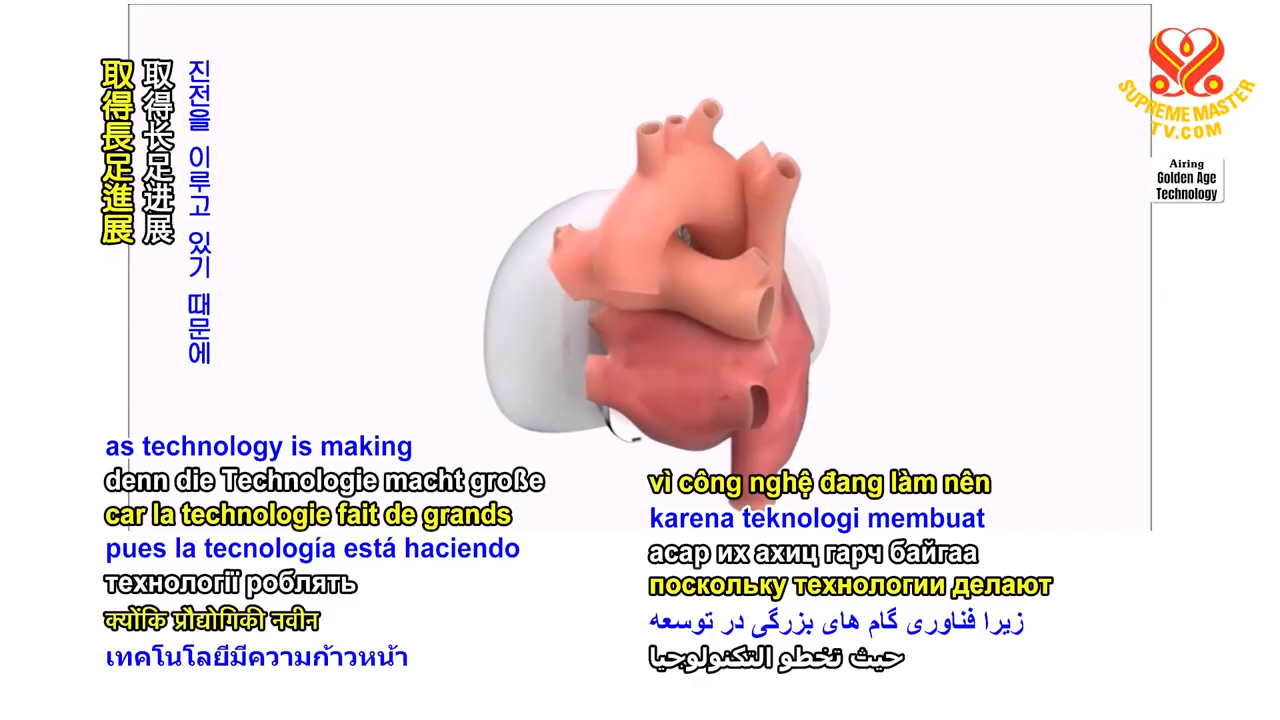 取得長足進展
取得长足进展
진전을 이루고 있기 때문에
SUPREME MASTER
TV.COM
Airing
Golden Age
Technology
as technology is making
denn die Technologie macht große
car la technologie fait de grands
pues la tecnología está haciendo
технології роблять
क्योंकि प्रौद्योगिकी नवीन
เทคโนโลยีมีความก้าวหน้า
vì công nghệ đang làm nên
karena teknologi membuat
асар их ахиц гарч байгаа
поскольку технологии делают
زیرا فناوری گام های بزرگی در توسعه
حيث تخطو التكنولوجيا